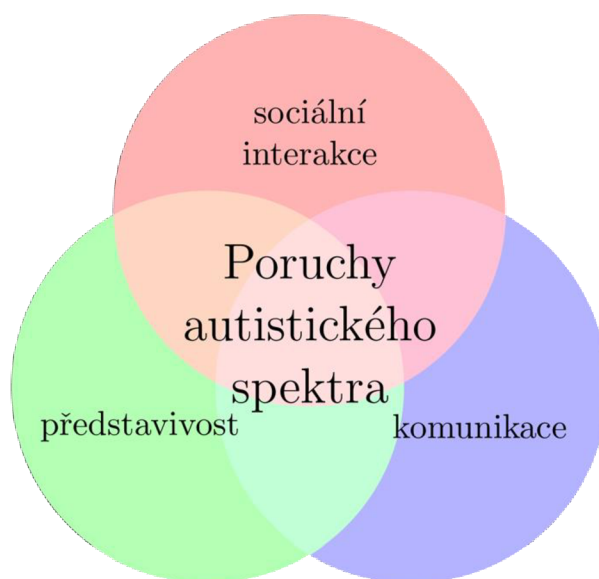 sociální
interakce
Poruchy
autistického
spektra
představivost
komunikace